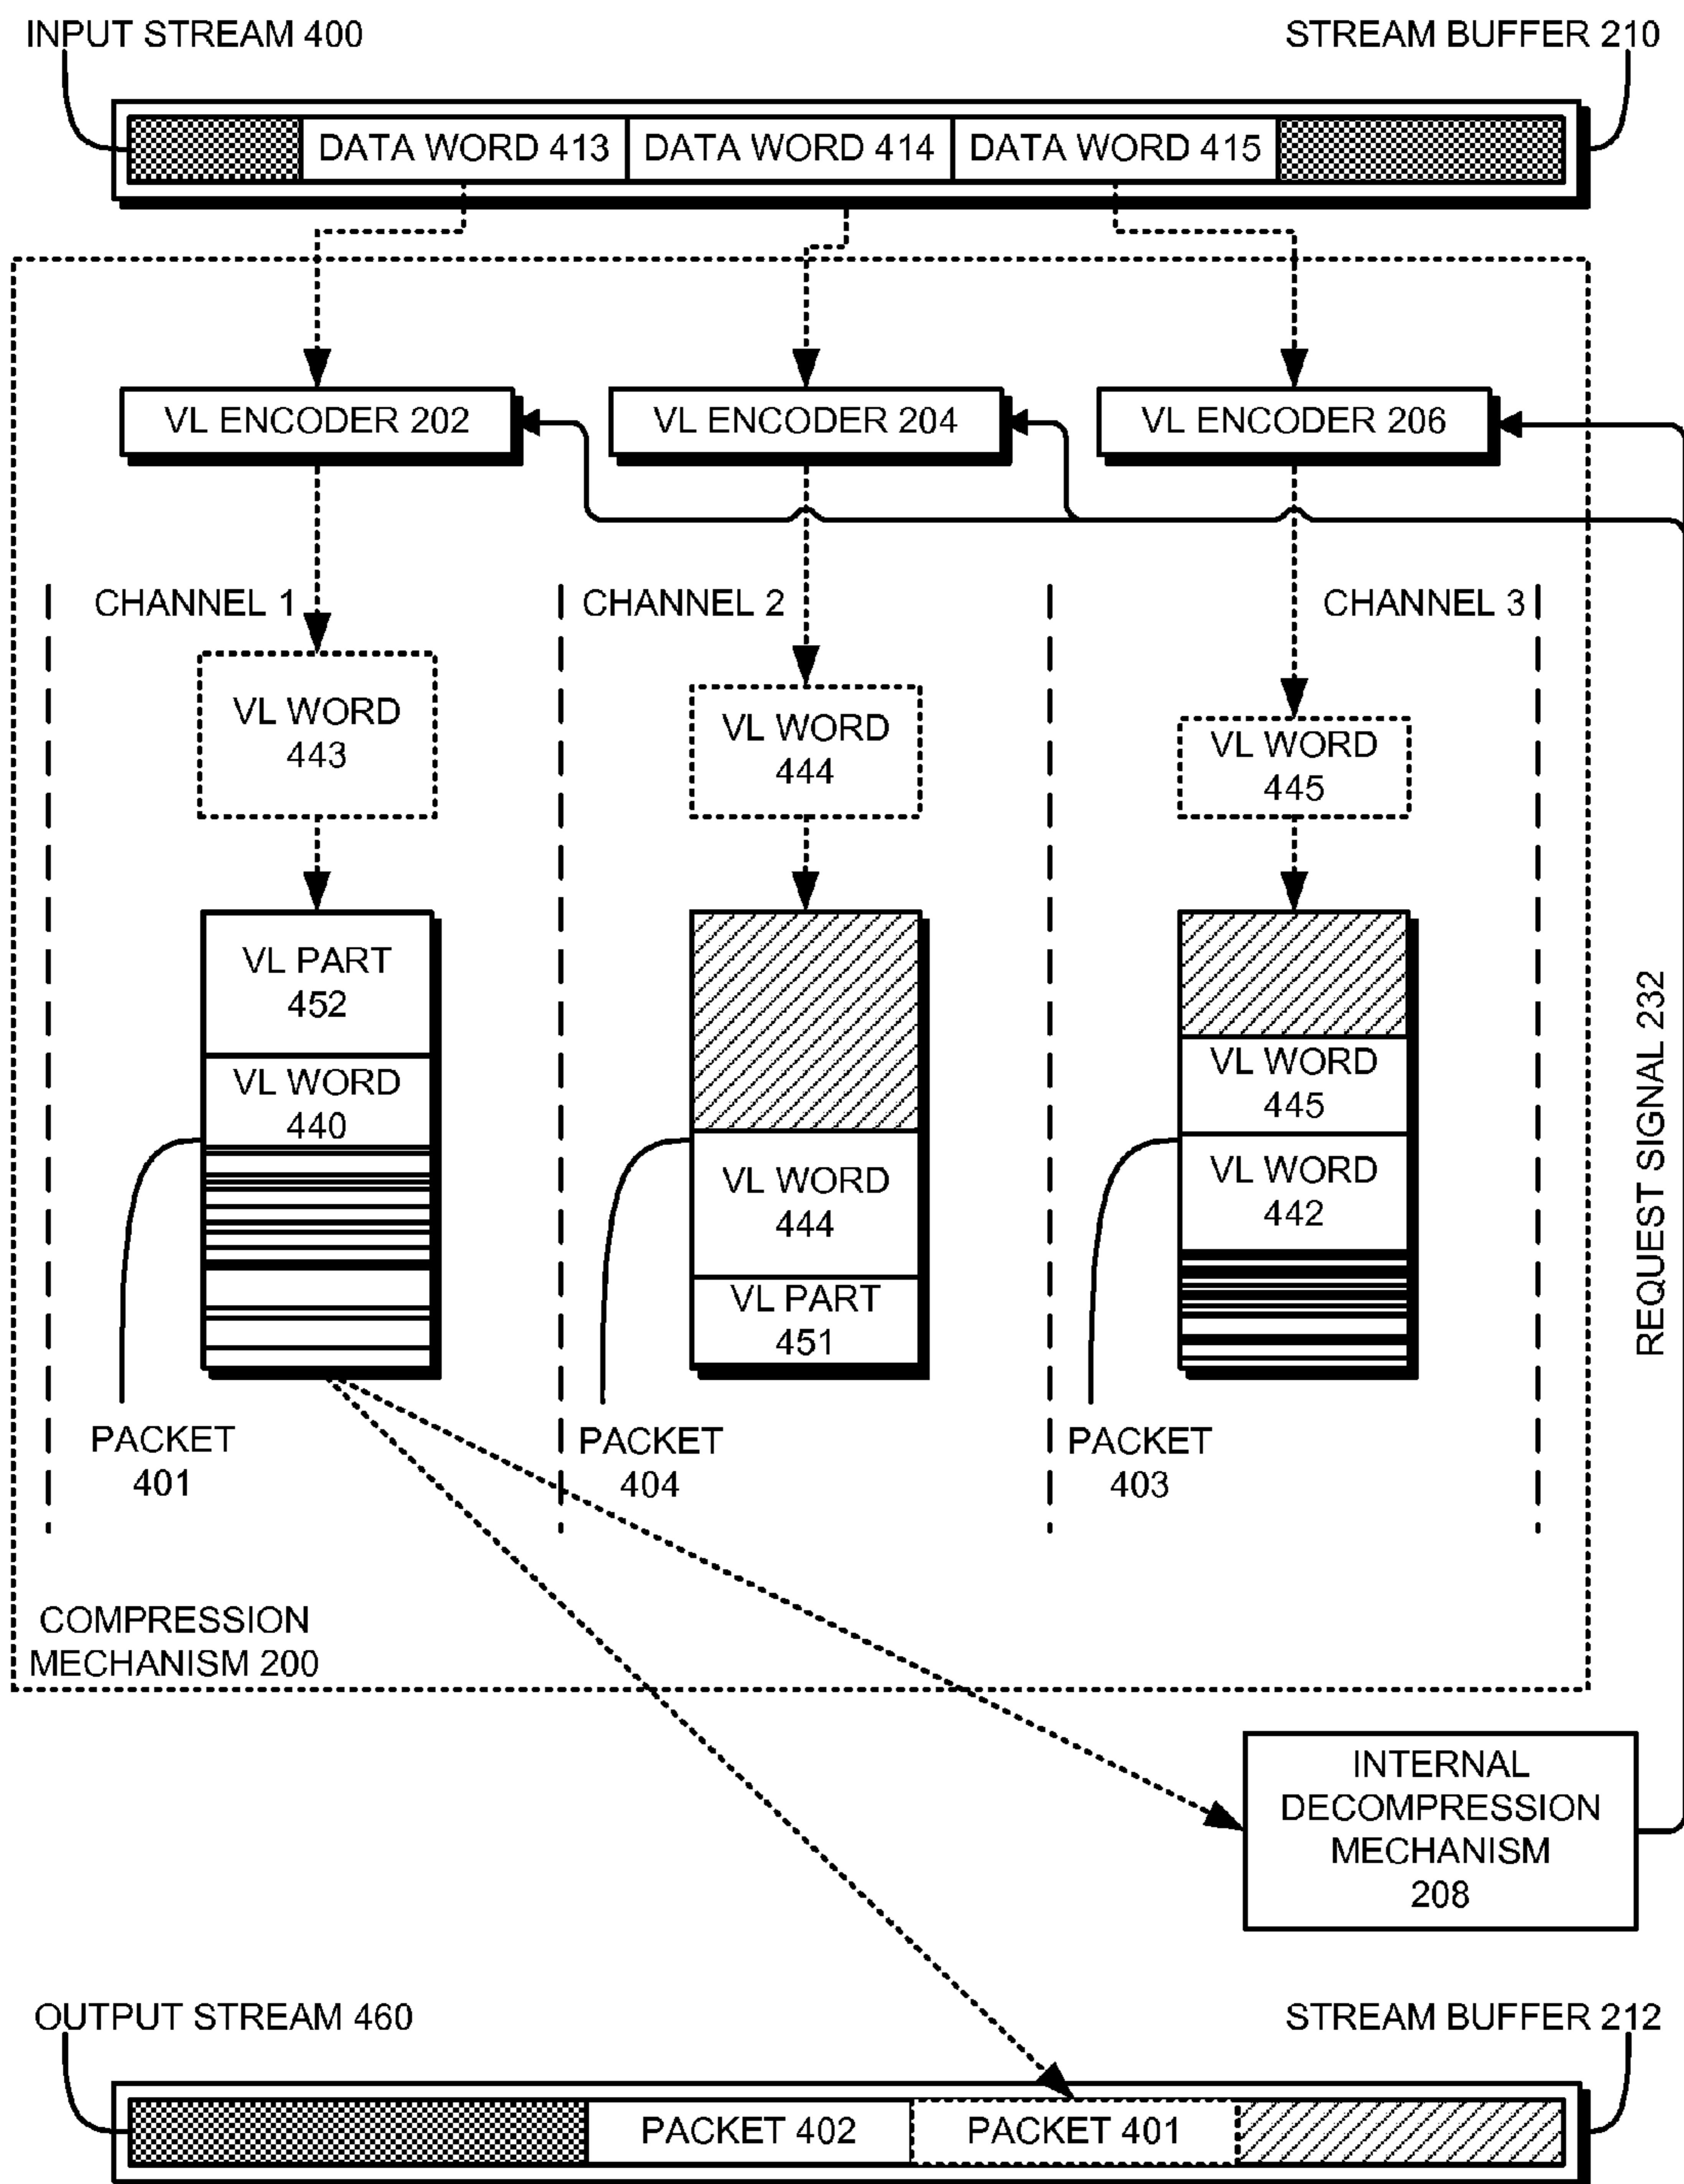 INPUT STREAM 400
STREAM BUFFER 210
DATA WORD 413
DATA WORD 414
DATA WORD 415
VL ENCODER 202
VL ENCODER 204
VL ENCODER 206
CHANNEL 1
CHANNEL 2
CHANNEL 3
VL WORD
443
VL WORD
444
VL WORD
445
VL PART
452
VL WORD
440
VL WORD
444
VL PART
451
VL WORD
445
VL WORD
442
REQUEST SIGNAL 232
PACKET
401
PACKET
404
PACKET
403
COMPRESSION
MECHANISM 200
INTERNAL
DECOMPRESSION
MECHANISM
208
OUTPUT STREAM 460
STREAM BUFFER 212
PACKET 402
PACKET 401